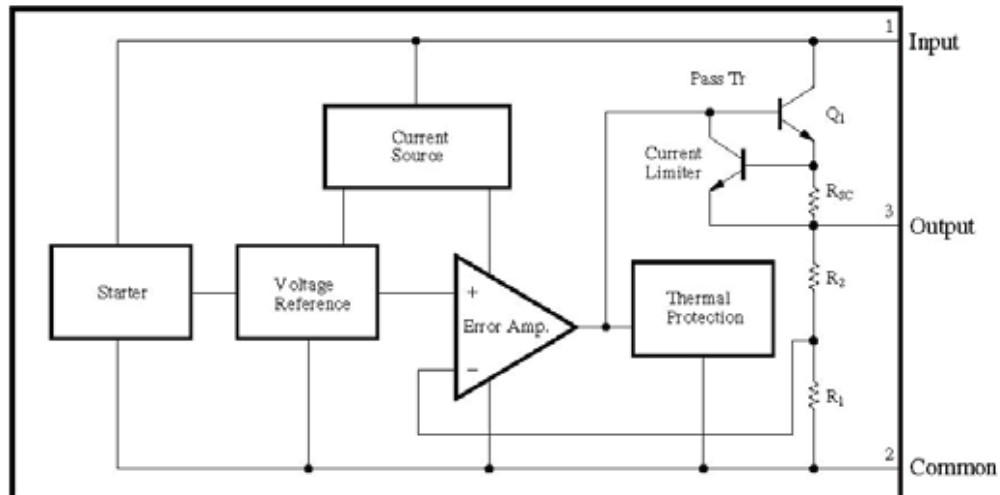 1
Input
Pass Tr
Q1
Current
Source
Current
Limiter
RSC
3
Output
Starter
Voltage
Reference
+
Error Amp.
−
Thermal
Protection
R2
R1
2
Common